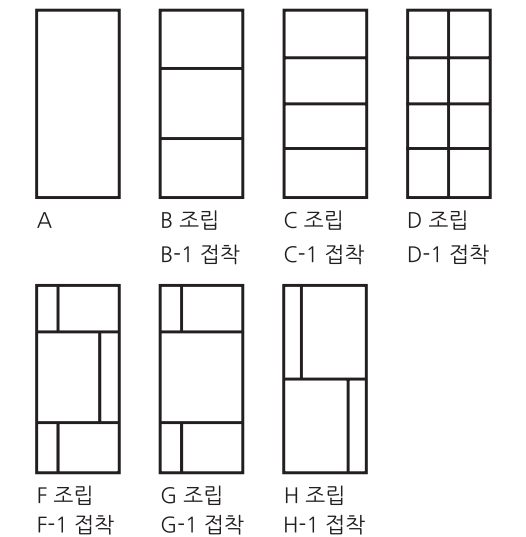 A
B 조립
B-1 접착
C 조립
C-1 접착
D 조립
D-1 접착
F 조립
F-1 접착
G 조립
G-1 접착
H 조립
H-1 접착